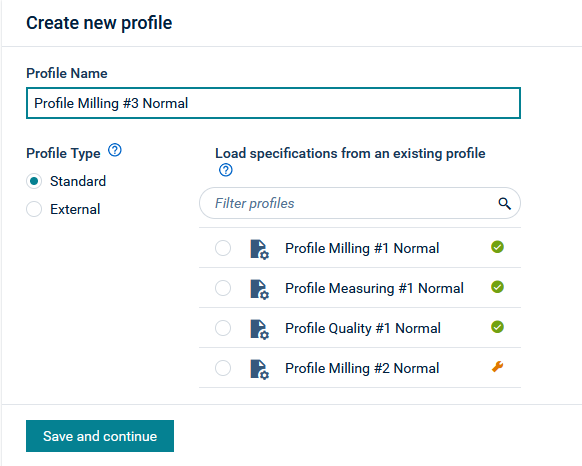 Create new profile
Profile Name
Profile Milling #3 Normal
Profile Type ?
Load specifications from an existing profile
?
Standard
External
Filter profiles
Profile Milling #1 Normal
Profile Measuring #1 Normal
Profile Quality #1 Normal
Profile Milling #2 Normal
Save and continue